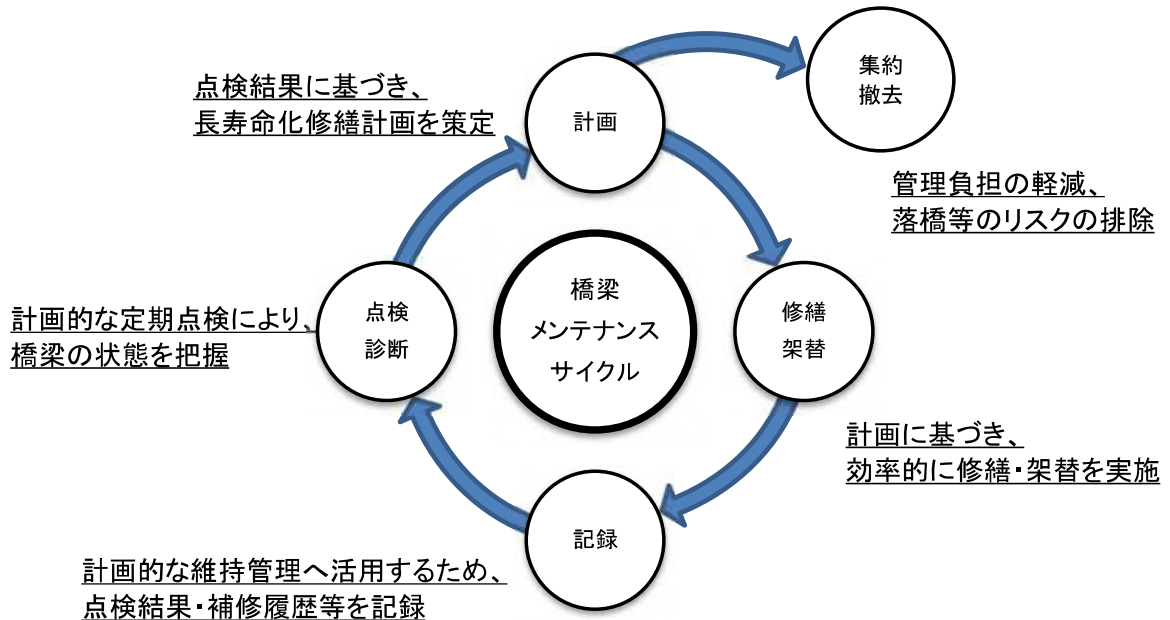 点検結果に基づき、
長寿命化修繕計画を策定
計画
集約
撤去
管理負担の軽減、
落橋等のリスクの排除
計画的な定期点検により、
橋梁の状態を把握
点検
診断
橋梁
メンテナンス
サイクル
修繕
架替
計画に基づき、
効率的に修繕・架替を実施
記録
計画的な維持管理へ活用するため、
点検結果・補修履歴等を記録